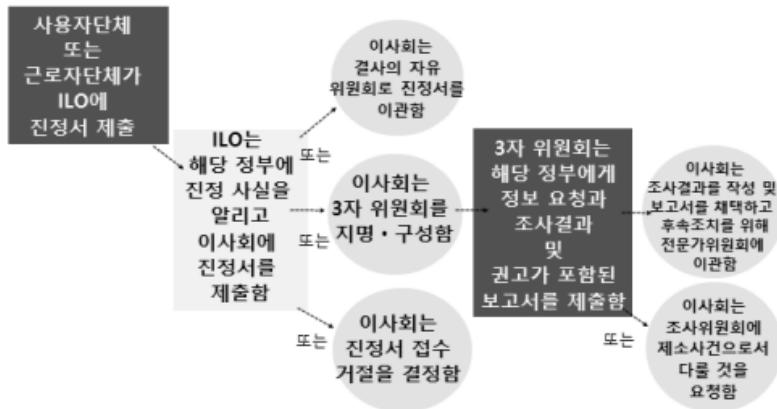 사용자단체
또는
근로자단체가
ILO에
진정서 제출
ILO는
해당 정부에
진정 사실을
알리고
이사회에
진정서를
제출함
또는
또는
또는
이사회는
결사의 자유
위원회로 진정서를
이관함
이사회는
3자 위원회를
지명・구성함
이사회는
진정서 접수
거절을 결정함
3자 위원회는
해당 정부에게
정보 요청과
조사결과
및
권고가 포함된
보고서를 제출함
이사회는
조사결과를 작성 및
보고서를 채택하고
후속조치를 위해
전문가위원회에
이관함
또는
이사회는
조사위원회에
제소사건으로서
다룰 것을
요청함